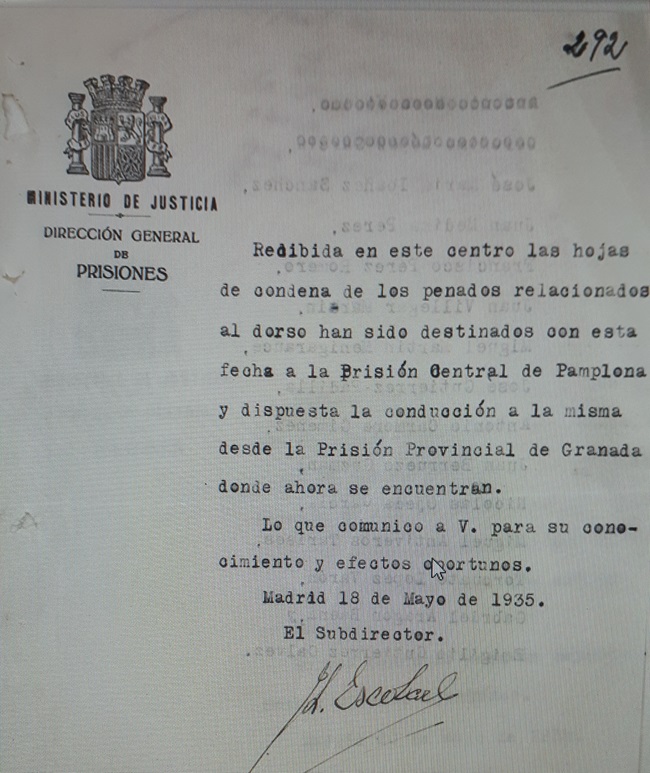 292
MINISTERIO DE JUSTICIA
DIRECCIÓN GENERAL
DE
PRISIONES
Redibida en este centro las hojas
de condena de los penados relacionados
al dorso han sido destinados con esta
fecha a la Prisión Central de Pamplona
y dispuesta la conducción a la misma
desde la Prisión Provincial de Granada
donde ahora se encuentran.
Lo que comunico a V. para su cono-
cimiento y efectos oportunos.
Madrid 18 de Mayo de 1935.
El Subdirector.